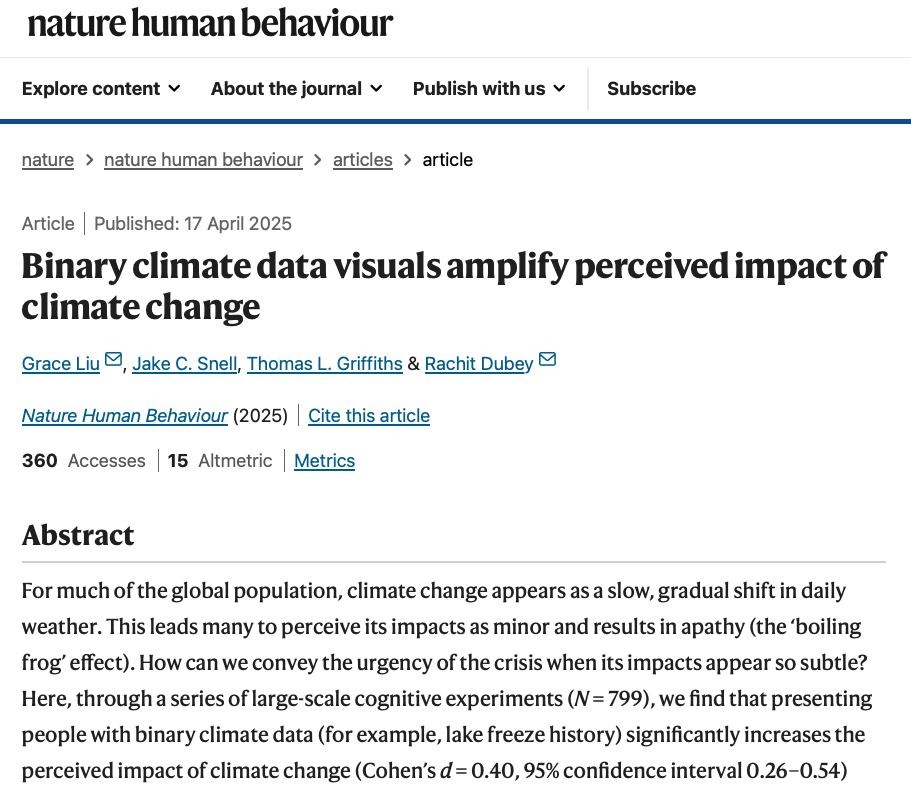 nature human behaviour
Explore content About the journal Publish with us Subscribe
nature > nature human behaviour > articles > article
Article | Published: 17 April 2025
Binary climate data visuals amplify perceived impact of
climate change
Grace Liu, Jake C. Snell, Thomas L. Griffiths & Rachit Dubey
Nature Human Behaviour (2025) | Cite this article
360 Accesses | 15 Altmetric | Metrics
Abstract
For much of the global population, climate change appears as a slow, gradual shift in daily
weather. This leads many to perceive its impacts as minor and results in apathy (the ‘boiling
frog’ effect). How can we convey the urgency of the crisis when its impacts appear so subtle?
Here, through a series of large-scale cognitive experiments (N = 799), we find that presenting
people with binary climate data (for example, lake freeze history) significantly increases the
perceived impact of climate change (Cohen’s d = 0.40, 95% confidence interval 0.26–0.54)